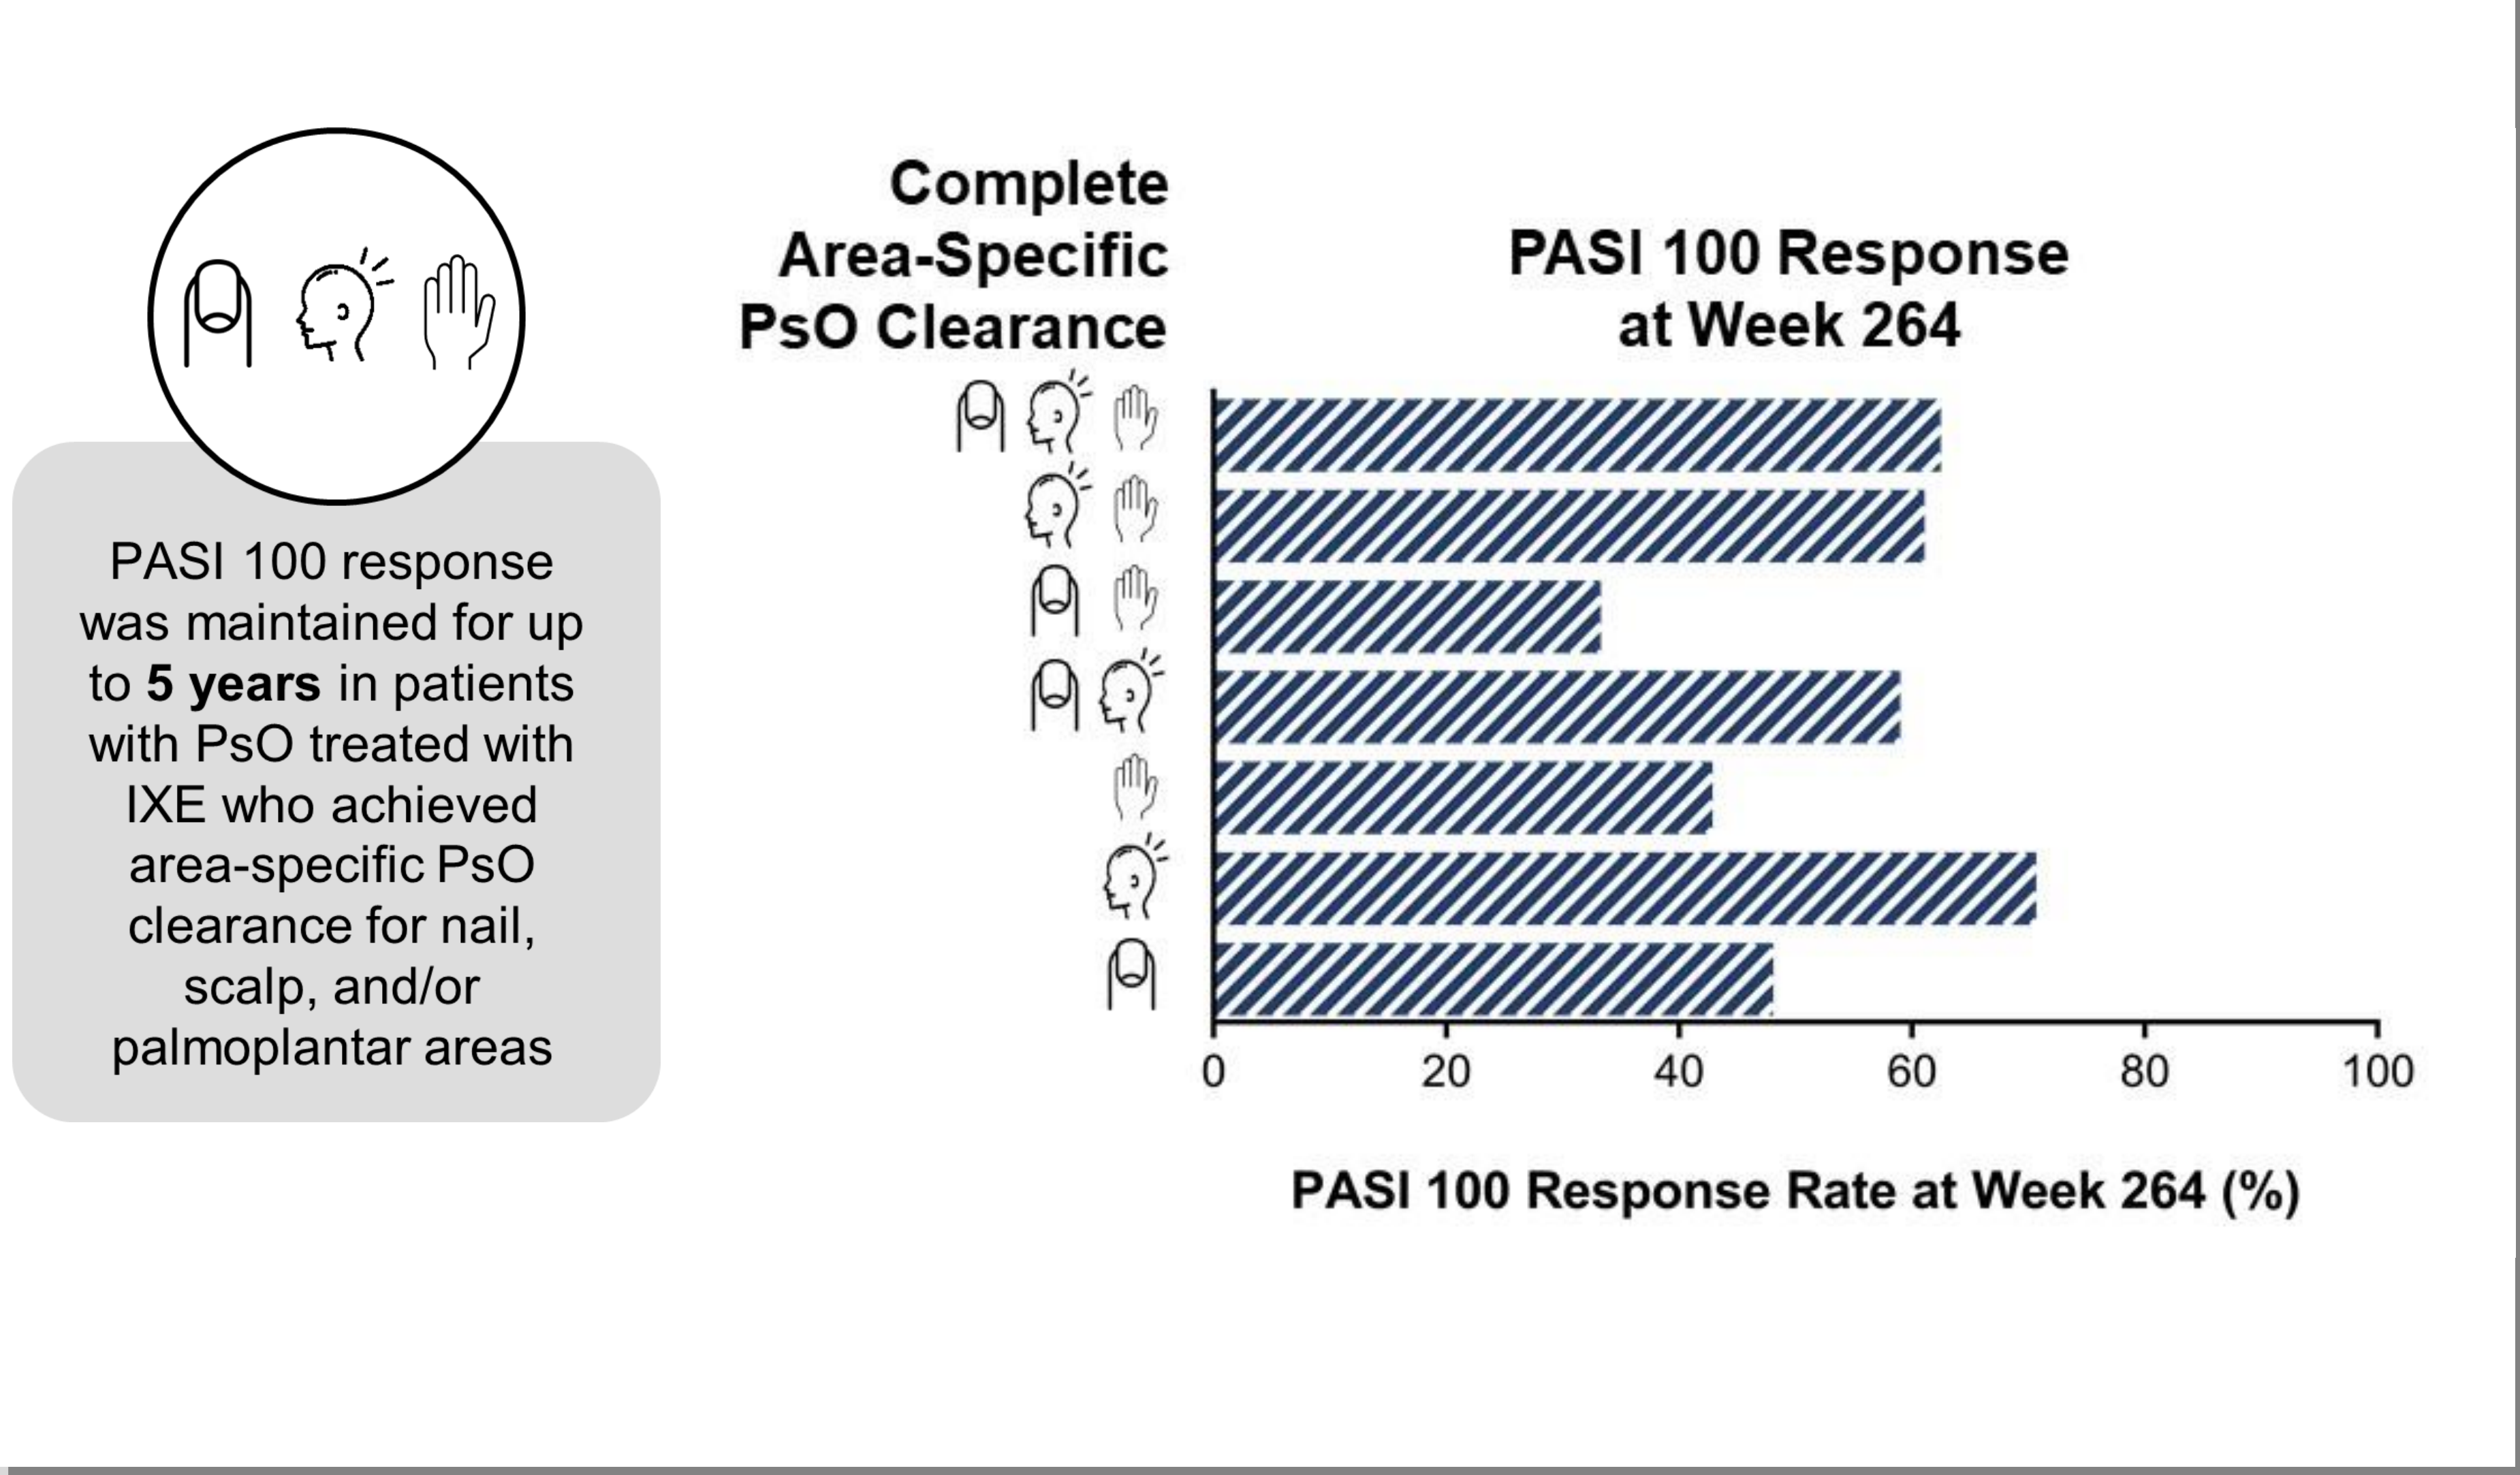 PASI 100 response
was maintained for up
to 5 years in patients
with PsO treated with
IXE who achieved
area-specific PsO
clearance for nail,
scalp, and/or
palmoplantar areas
Complete
Area-Specific
PsO Clearance
PASI 100 Response
at Week 264
0 20 40 60 80 100
PASI 100 Response Rate at Week 264 (%)